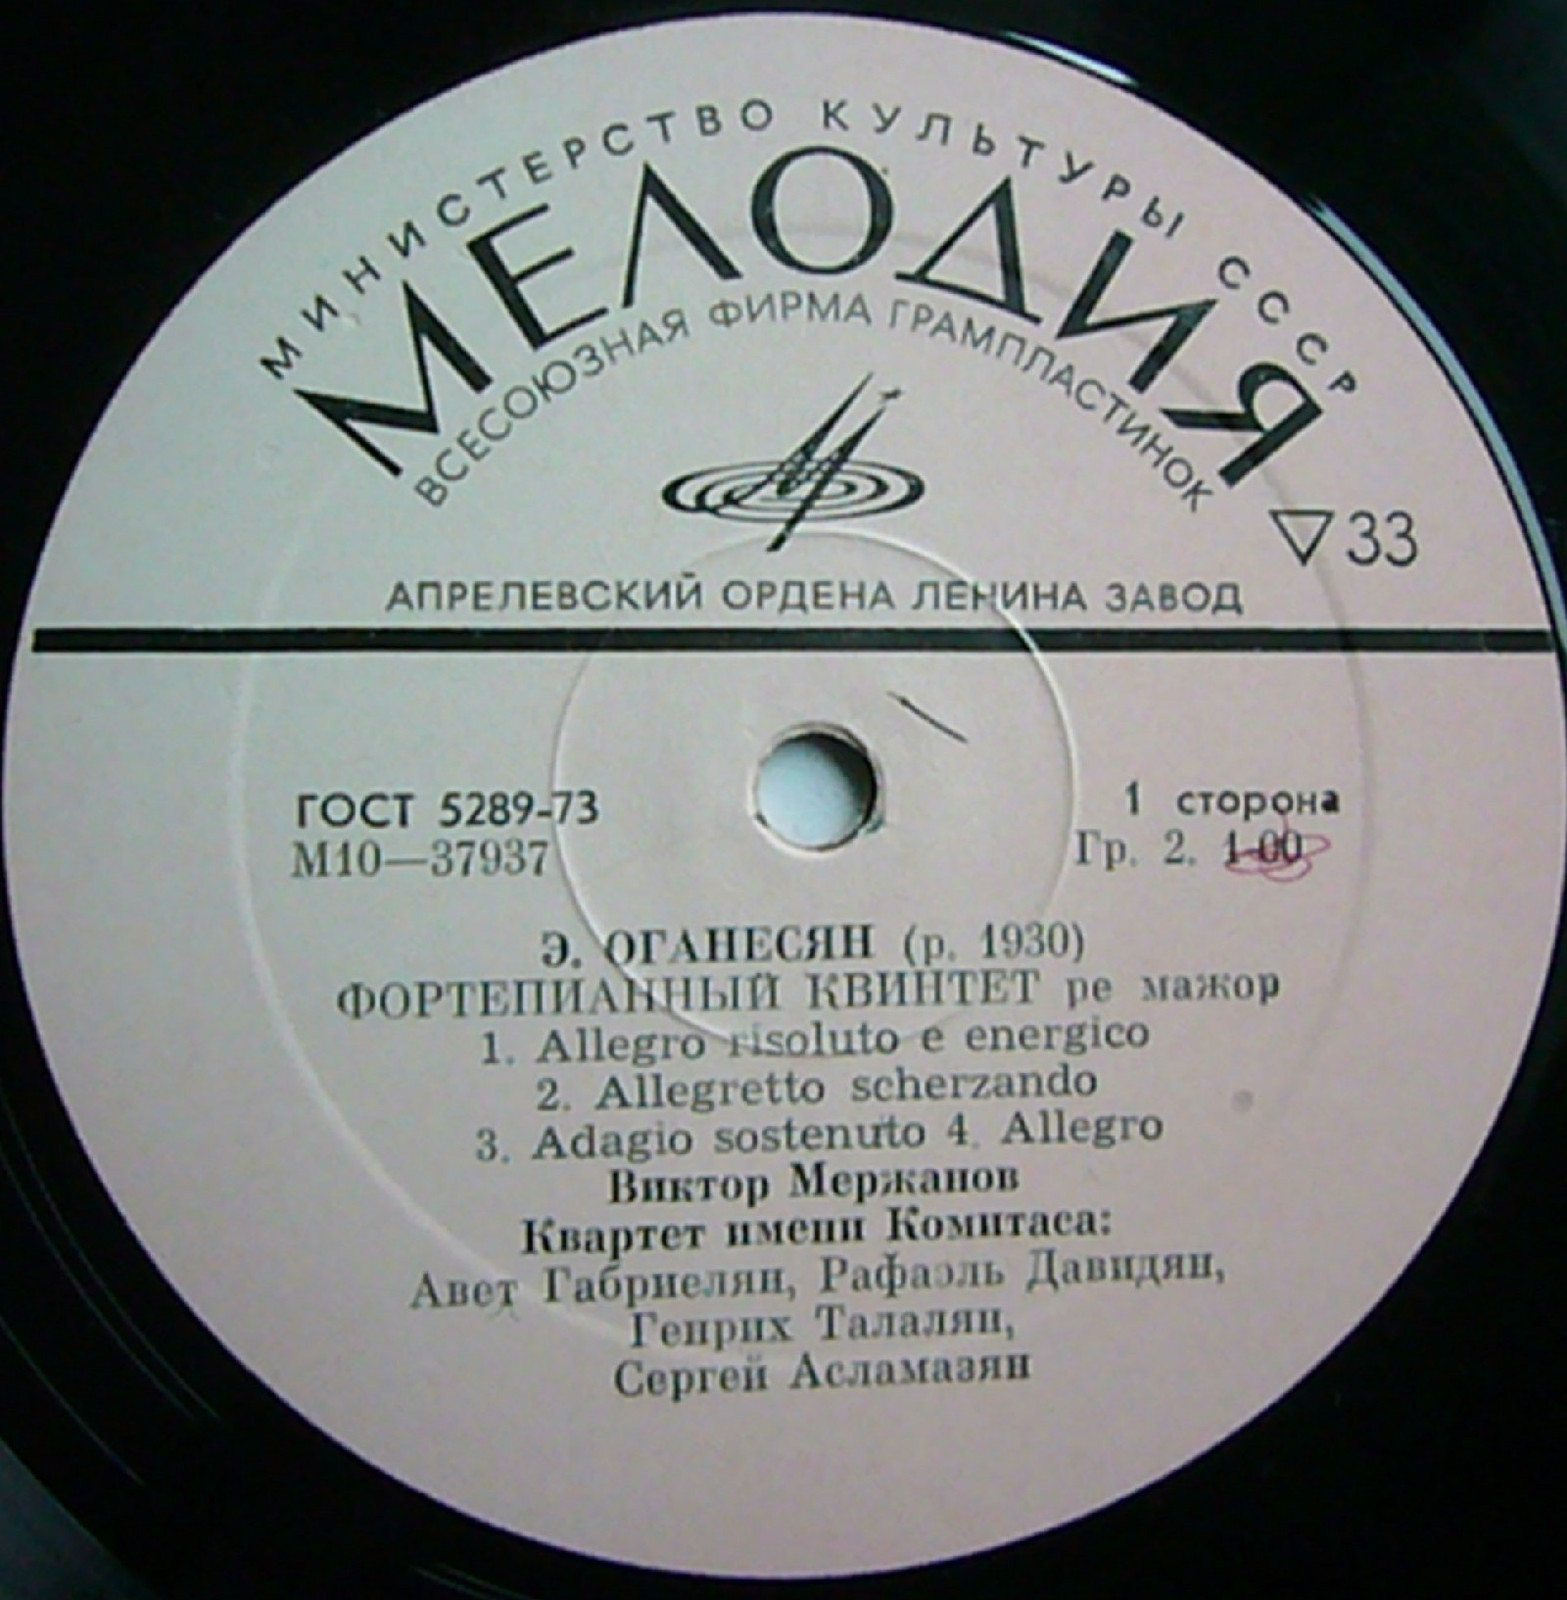 МИНИСТЕРСТВО КУЛЬТУРЫ СССР
МЕЛОДИЯ
ВСЕСОЮЗНАЯ ФИРМА ГРАМПЛАСТИНОК
▽33
АПРЕЛЕВСКИЙ ОРДЕНА ЛЕНИНА ЗАВОД
ГОСТ 5289-73
М10—37937
1 сторона
Гр. 2. 1-00
Э. ОГАНЕСЯН (р. 1930)
ФОРТЕПИАННЫЙ КВИНТЕТ ре мажор
1. Allegro risoluto e energico
2. Allegretto scherzando
3. Adagio sostenuto 4. Allegro
Виктор Мержанов
Квартет имени Комитаса:
Авет Габриелян, Рафаэль Давидян,
Генрих Талалян,
Сергей Асламазян